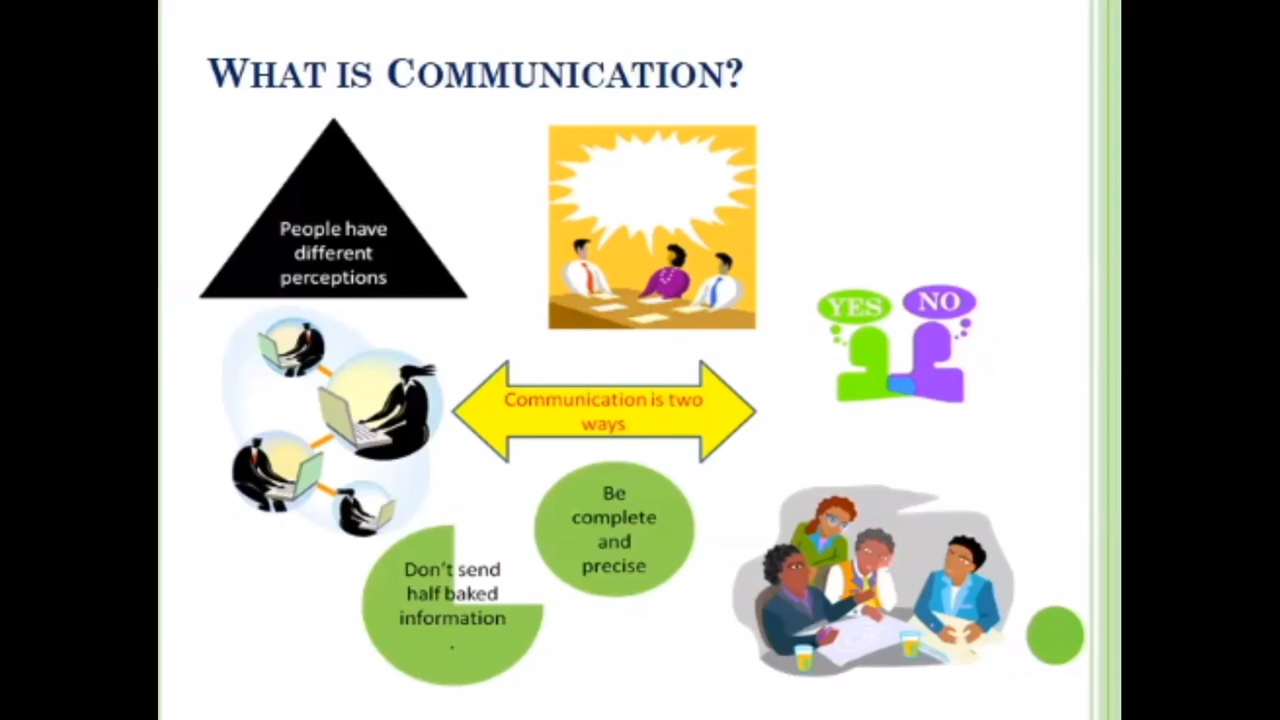 WHAT IS COMMUNICATION?
People have
different
perceptions
YES
NO
Communication is two
ways
Be
complete
and
precise
Don't send
half baked
information
.